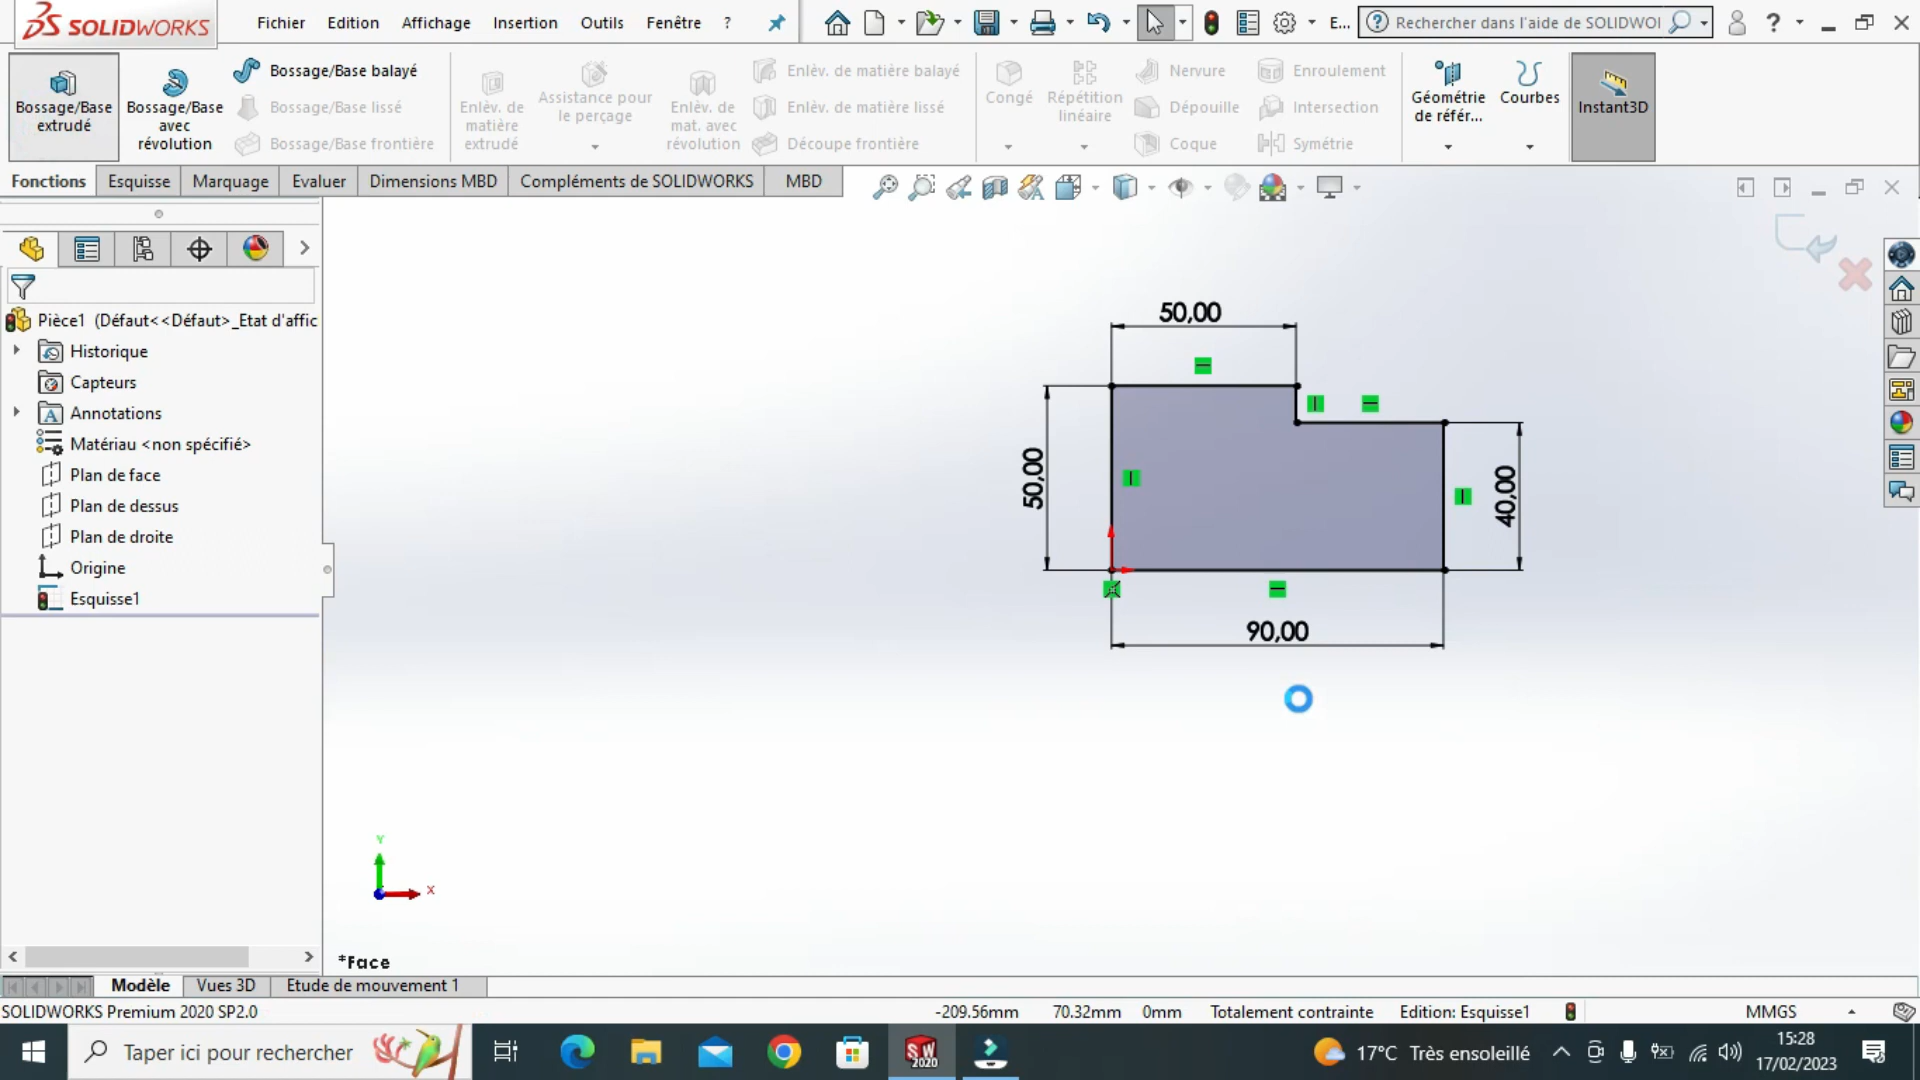 SOLIDWORKS
Fichier Edition Affichage Insertion Outils Fenêtre ?
E... Rechercher dans l'aide de SOLIDWOI
Bossage/Base extrudé
Bossage/Base avec révolution
Bossage/Base balayé
Bossage/Base lissé
Bossage/Base frontière
Enlèv. de matière extrudé
Assistance pour le perçage
Enlèv. de mat. avec révolution
Enlèv. de matière balayé
Enlèv. de matière lissé
Découpe frontière
Congé
Répétition linéaire
Nervure
Dépouille
Coque
Enroulement
Intersection
Symétrie
Géométrie de référ...
Courbes
Instant3D
Fonctions Esquisse Marquage Evaluer Dimensions MBD Compléments de SOLIDWORKS MBD
Pièce1 (Défaut<<Défaut>_Etat d'affic
Historique
Capteurs
Annotations
Matériau <non spécifié>
Plan de face
Plan de dessus
Plan de droite
Origine
Esquisse1
50,00
50,00
40,00
90,00
Y
X
*Face
Modèle Vues 3D Etude de mouvement 1
SOLIDWORKS Premium 2020 SP2.0 -209.56mm 70.32mm 0mm Totalement contrainte Edition: Esquisse1 MMGS
Taper ici pour rechercher
SW 2020
17°C Très ensoleillé
15:28
17/02/2023